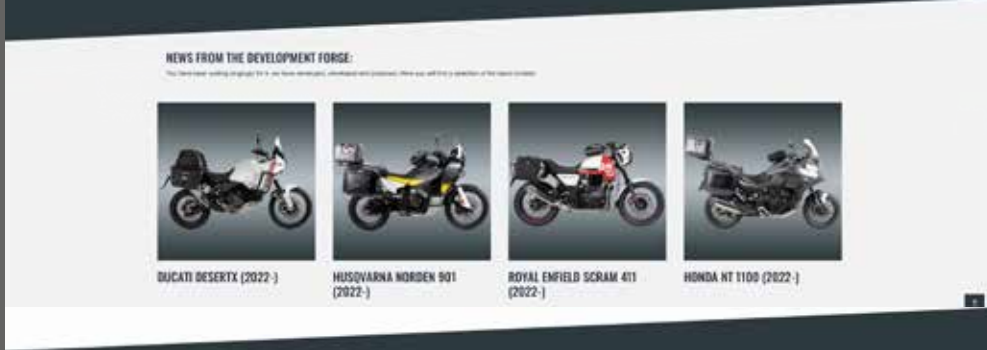 NEWS FROM THE DEVELOPMENT FORGE:
DUCATI DESERTX (2022-)
HUSQVARNA NORDEN 901
(2022-)
ROYAL ENFIELD SCRAM 411
(2022-)
HONDA NT 1100 (2022-)